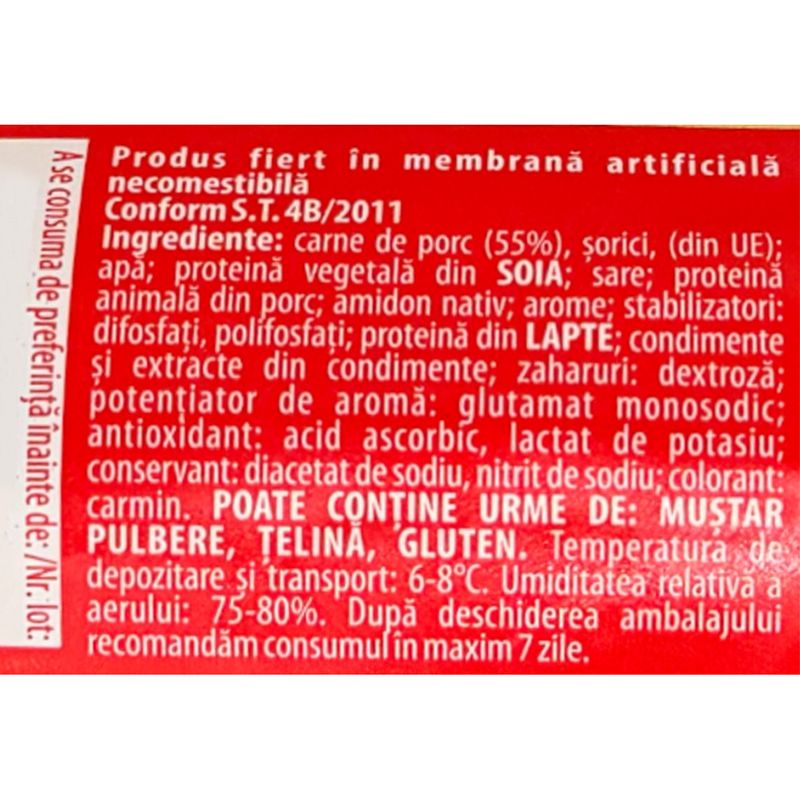 A se consuma de preferință înainte de: /Nr. lot:
Produs fiert în membrană artificială
necomestibilă
Conform S.T. 4B/2011
Ingrediente: carne de porc (55%), șorici, (din UE);
apă; proteină vegetală din SOIA; sare; proteină
animală din porc; amidon nativ; arome; stabilizatori:
difosfați, polifosfați; proteină din LAPTE; condimente
și extracte din condimente; zaharuri: dextroză;
potențiator de aromă: glutamat monosodic;
antioxidant: acid ascorbic, lactat de potasiu;
conservant: diacetat de sodiu, nitrit de sodiu; colorant:
carmin. POATE CONȚINE URME DE: MUȘTAR
PULBERE, ȚELINĂ, GLUTEN. Temperatura de
depozitare și transport: 6-8°C. Umiditatea relativă a
aerului: 75-80%. După deschiderea ambalajului
recomandăm consumul în maxim 7 zile.